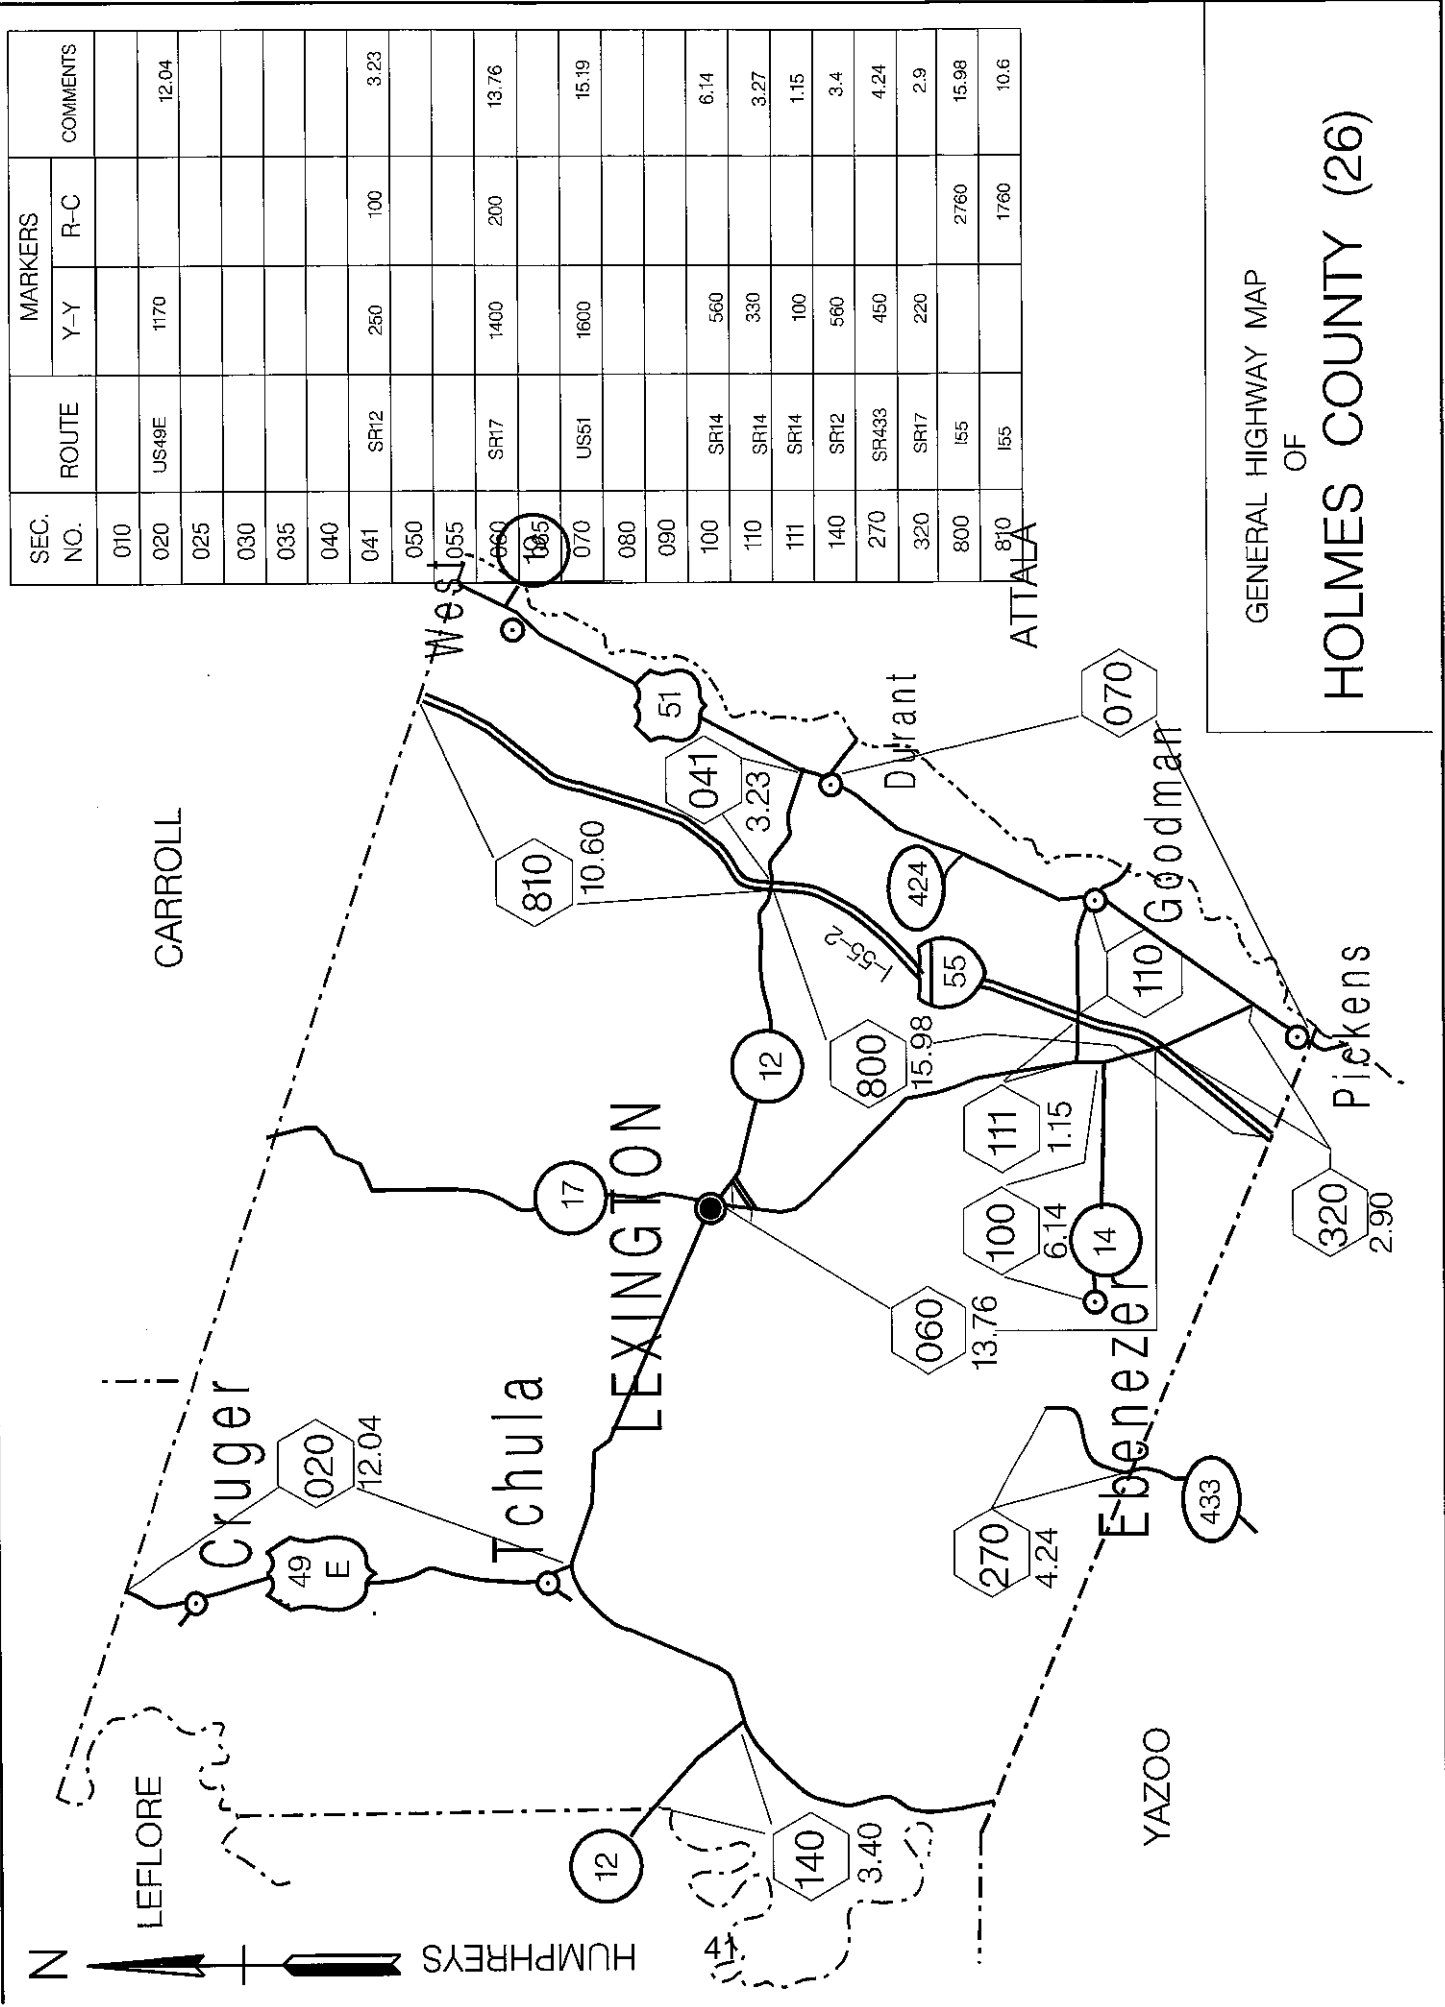 SEC. NO. ROUTE MARKERS Y-Y R-C COMMENTS
010
020 US49E 1170 12.04
025
030
035
040
041 SR12 250 100 3.23
050
055
060 SR17 1400 200 13.76
065
070 US51 1600 15.19
080
090
100 SR14 560 6.14
110 SR14 330 3.27
111 SR14 100 1.15
140 SR12 560 3.4
270 SR433 450 4.24
320 SR17 220 2.9
800 I55 2760 15.98
810 I55 1760 10.6
N
LEFLORE
CARROLL
HUMPHREYS
ATTALA
YAZOO
Cruger
020
12.04
49
E
Tchula
West
19
51
810
10.60
041
3.23
Durant
070
17
LEXINGTON
12
I-55-2
55
424
800
15.98
Goodman
110
111
1.15
100
6.14
14
060
13.76
Ebenezer
Pickens
320
2.90
270
4.24
433
12
140
3.40
41
GENERAL HIGHWAY MAP
OF
HOLMES COUNTY (26)